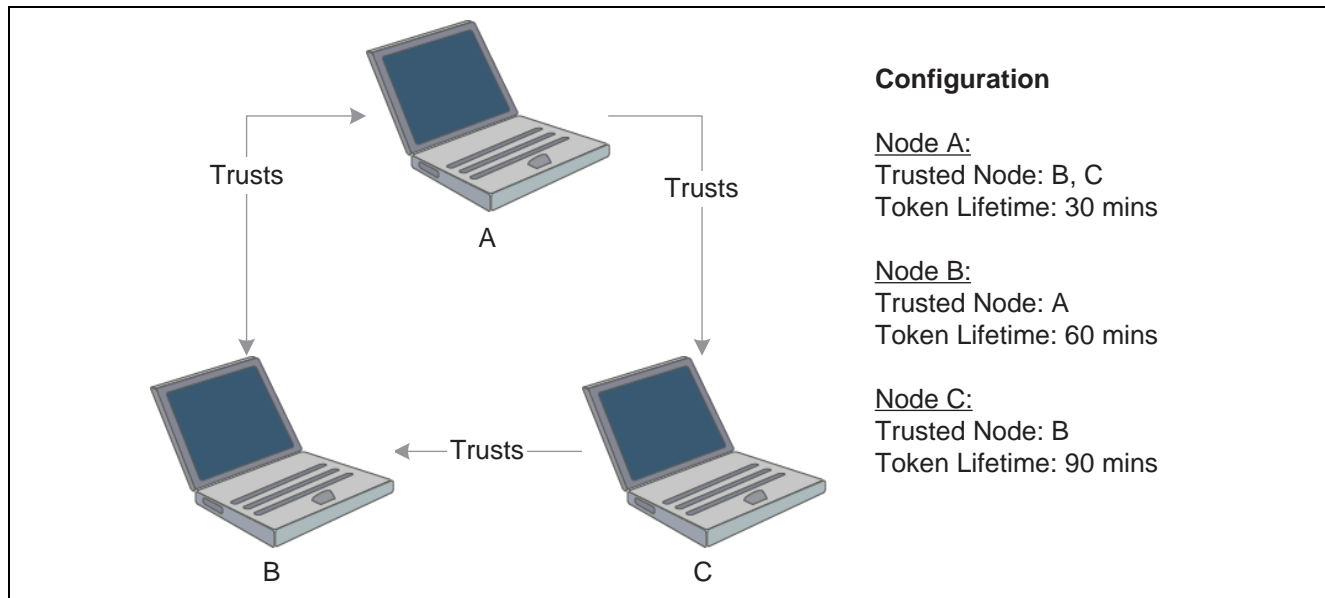 Trusts
Trusts
A
Trusts
B
C
Configuration
Node A:
Trusted Node: B, C
Token Lifetime: 30 mins
Node B:
Trusted Node: A
Token Lifetime: 60 mins
Node C:
Trusted Node: B
Token Lifetime: 90 mins